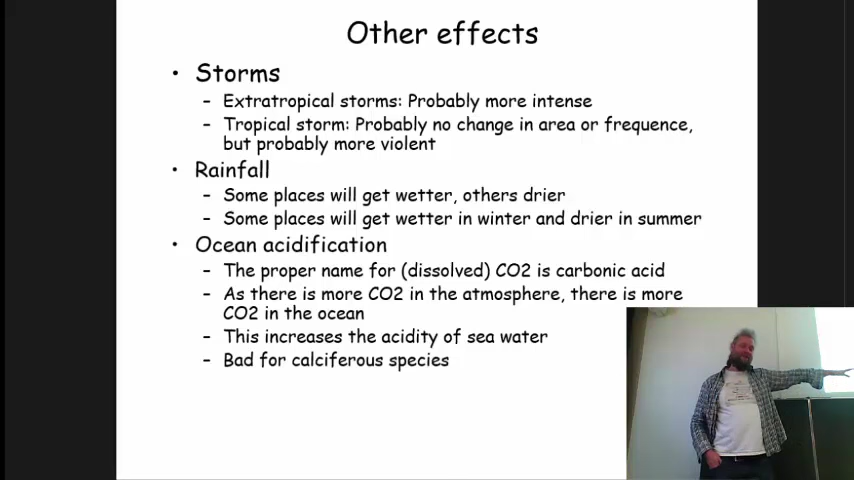 Other effects
• Storms
– Extratropical storms: Probably more intense
– Tropical storm: Probably no change in area or frequence,
but probably more violent
• Rainfall
– Some places will get wetter, others drier
– Some places will get wetter in winter and drier in summer
• Ocean acidification
– The proper name for (dissolved) CO2 is carbonic acid
– As there is more CO2 in the atmosphere, there is more
CO2 in the ocean
– This increases the acidity of sea water
– Bad for calciferous species